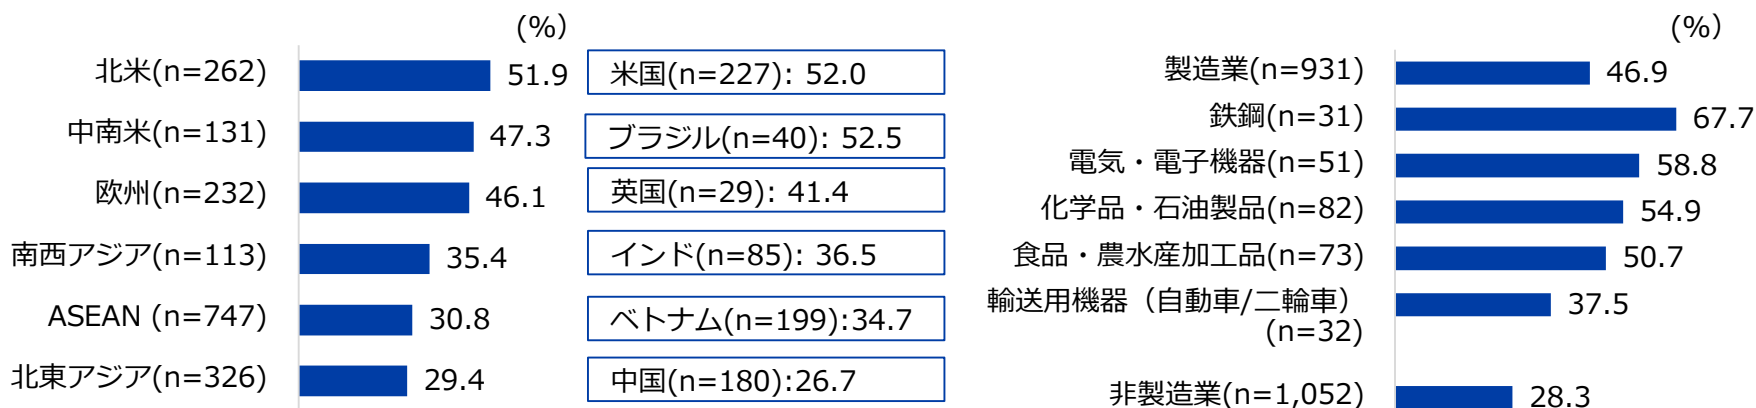 (%)
北米(n=262) 51.9 米国(n=227): 52.0
中南米(n=131) 47.3 ブラジル(n=40): 52.5
欧州(n=232) 46.1 英国(n=29): 41.4
南西アジア(n=113) 35.4 インド(n=85): 36.5
ASEAN (n=747) 30.8 ベトナム(n=199):34.7
北東アジア(n=326) 29.4 中国(n=180):26.7
(%)
製造業(n=931) 46.9
鉄鋼(n=31) 67.7
電気・電子機器(n=51) 58.8
化学品・石油製品(n=82) 54.9
食品・農水産加工品(n=73) 50.7
輸送用機器（自動車/二輪車） 37.5
(n=32)
非製造業(n=1,052) 28.3